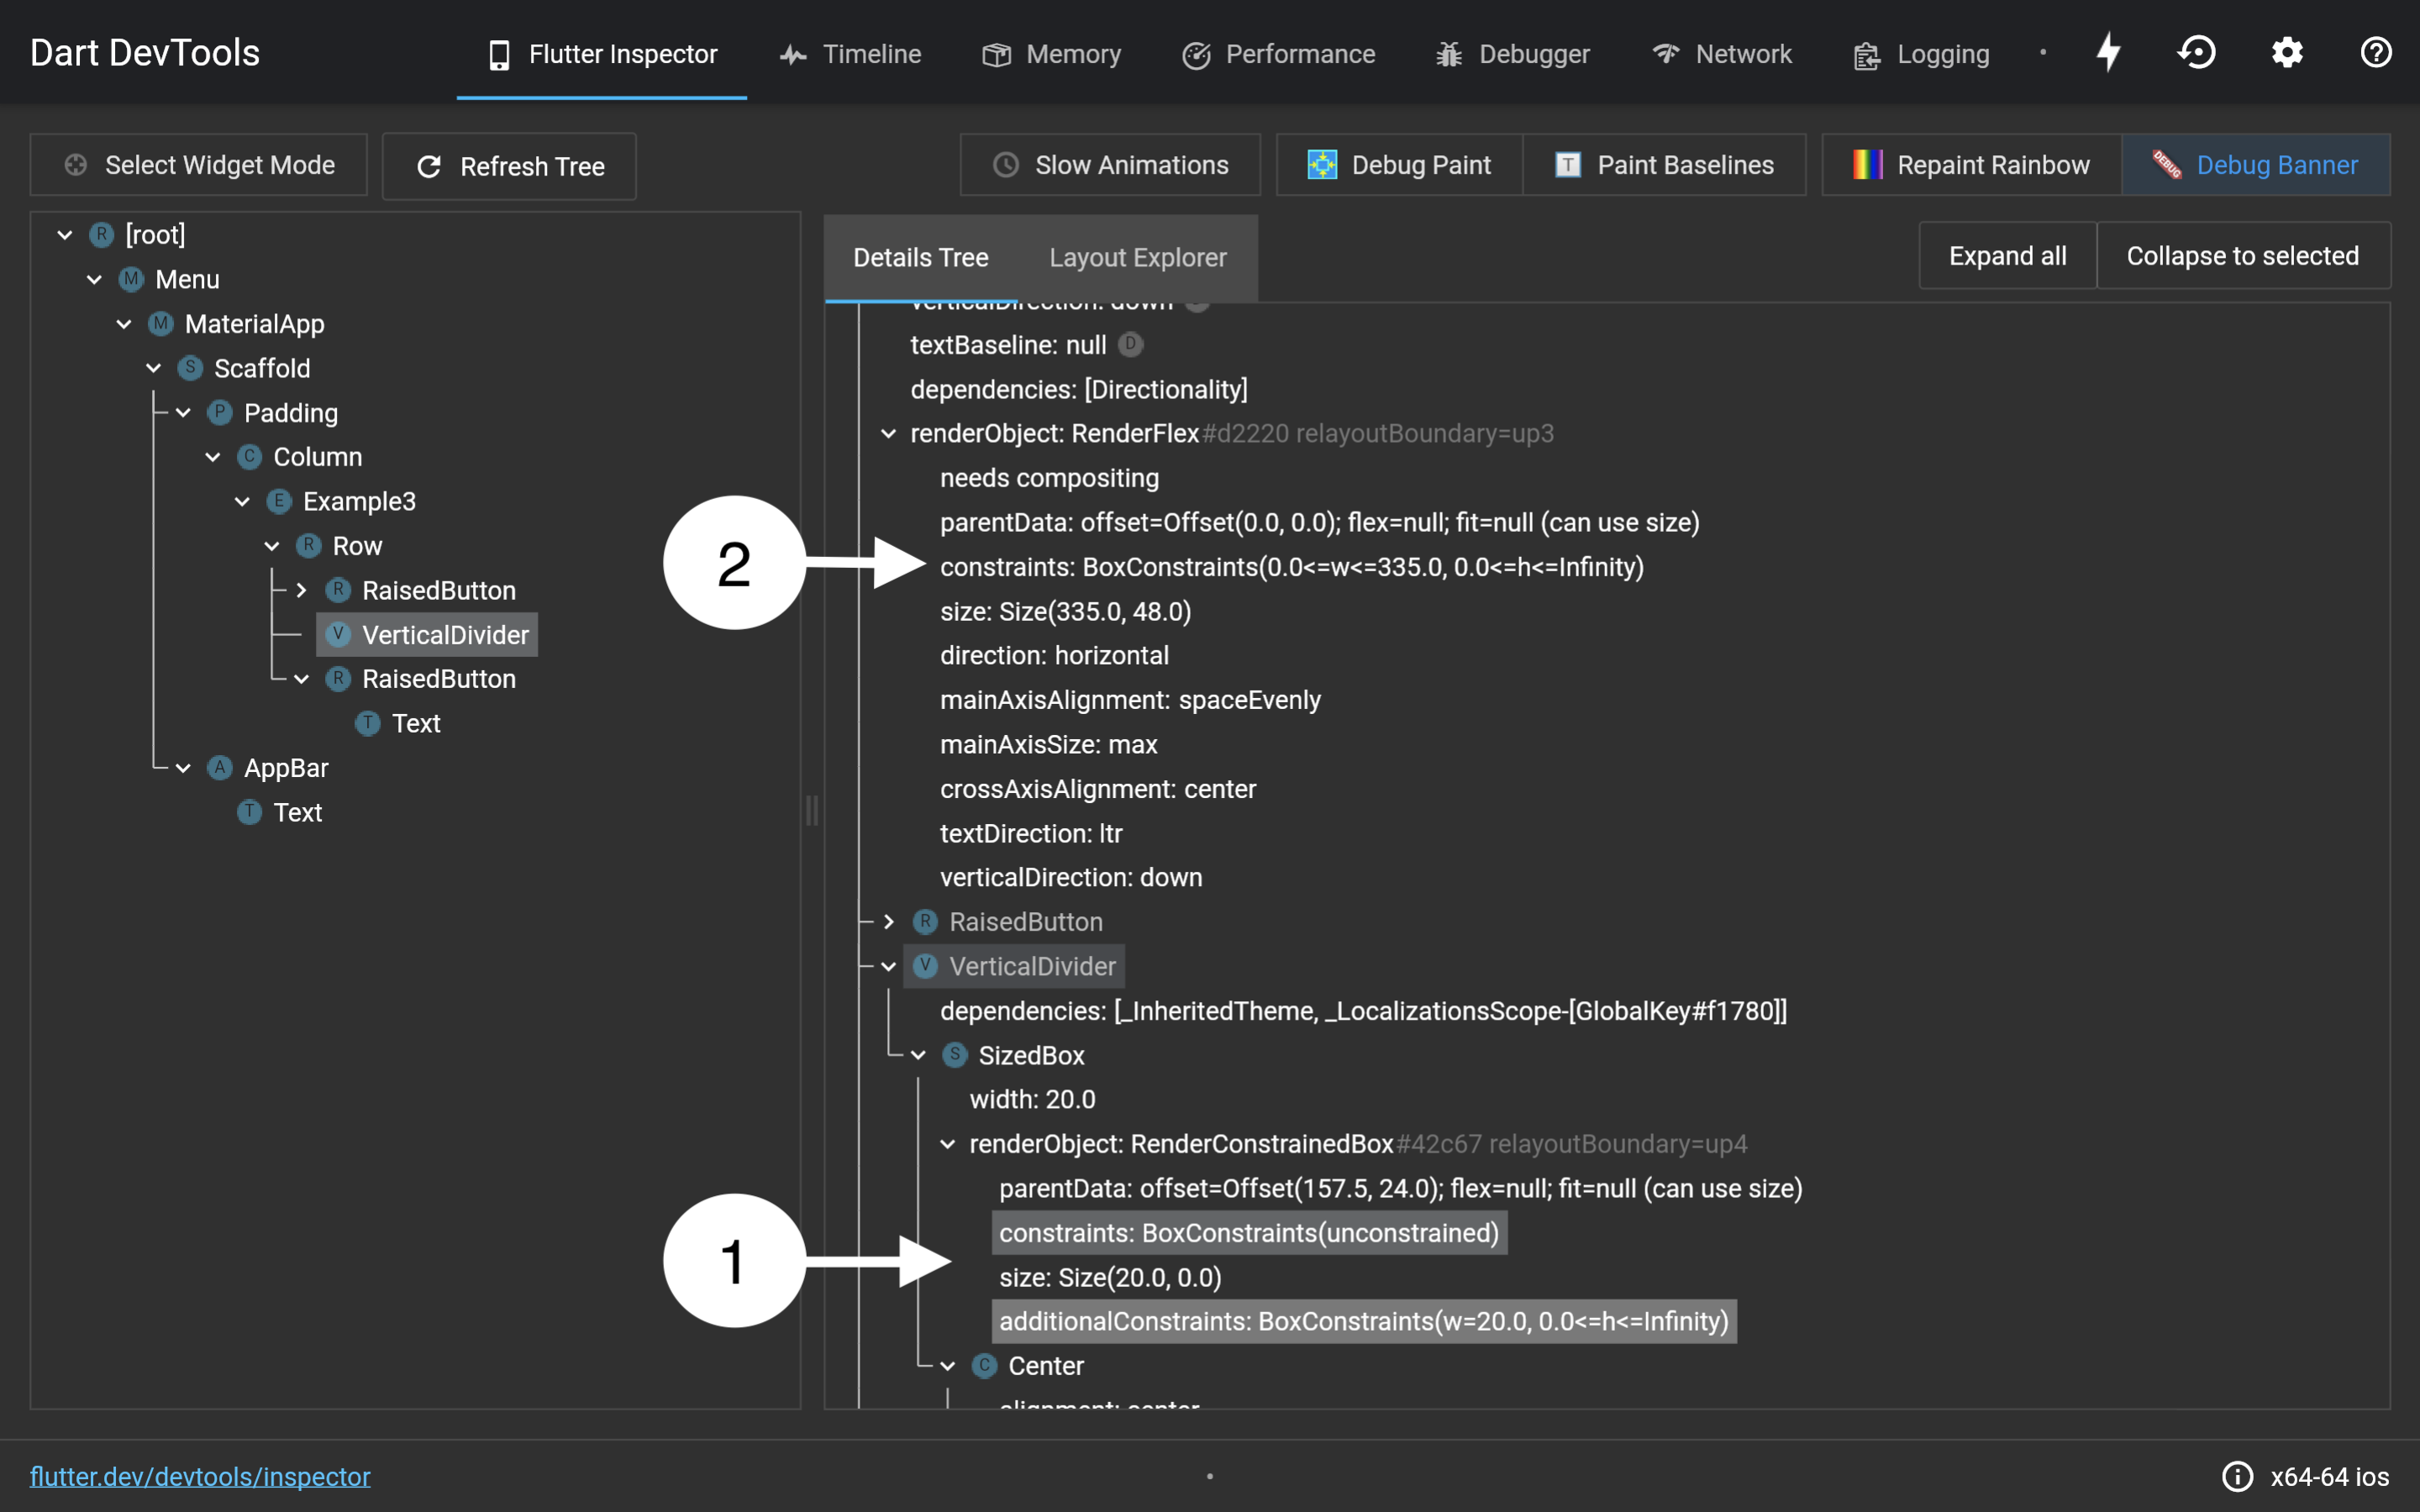 Dart DevTools
Flutter Inspector
Timeline
Memory
Performance
Debugger
Network
Logging
Select Widget Mode
Refresh Tree
Slow Animations
Debug Paint
T Paint Baselines
Repaint Rainbow
DEBUG Debug Banner
R [root]
M Menu
M MaterialApp
S Scaffold
P Padding
C Column
E Example3
R Row
R RaisedButton
V VerticalDivider
R RaisedButton
T Text
A AppBar
T Text
Details Tree
Layout Explorer
Expand all
Collapse to selected
verticalDirection: down
textBaseline: null D
dependencies: [Directionality]
renderObject: RenderFlex#d2220 relayoutBoundary=up3
needs compositing
parentData: offset=Offset(0.0, 0.0); flex=null; fit=null (can use size)
2
constraints: BoxConstraints(0.0<=w<=335.0, 0.0<=h<=Infinity)
size: Size(335.0, 48.0)
direction: horizontal
mainAxisAlignment: spaceEvenly
mainAxisSize: max
crossAxisAlignment: center
textDirection: ltr
verticalDirection: down
R RaisedButton
V VerticalDivider
dependencies: [_InheritedTheme, _LocalizationsScope-[GlobalKey#f1780]]
S SizedBox
width: 20.0
renderObject: RenderConstrainedBox#42c67 relayoutBoundary=up4
parentData: offset=Offset(157.5, 24.0); flex=null; fit=null (can use size)
constraints: BoxConstraints(unconstrained)
1
size: Size(20.0, 0.0)
additionalConstraints: BoxConstraints(w=20.0, 0.0<=h<=Infinity)
C Center
alignment: center
flutter.dev/devtools/inspector
x64-64 ios